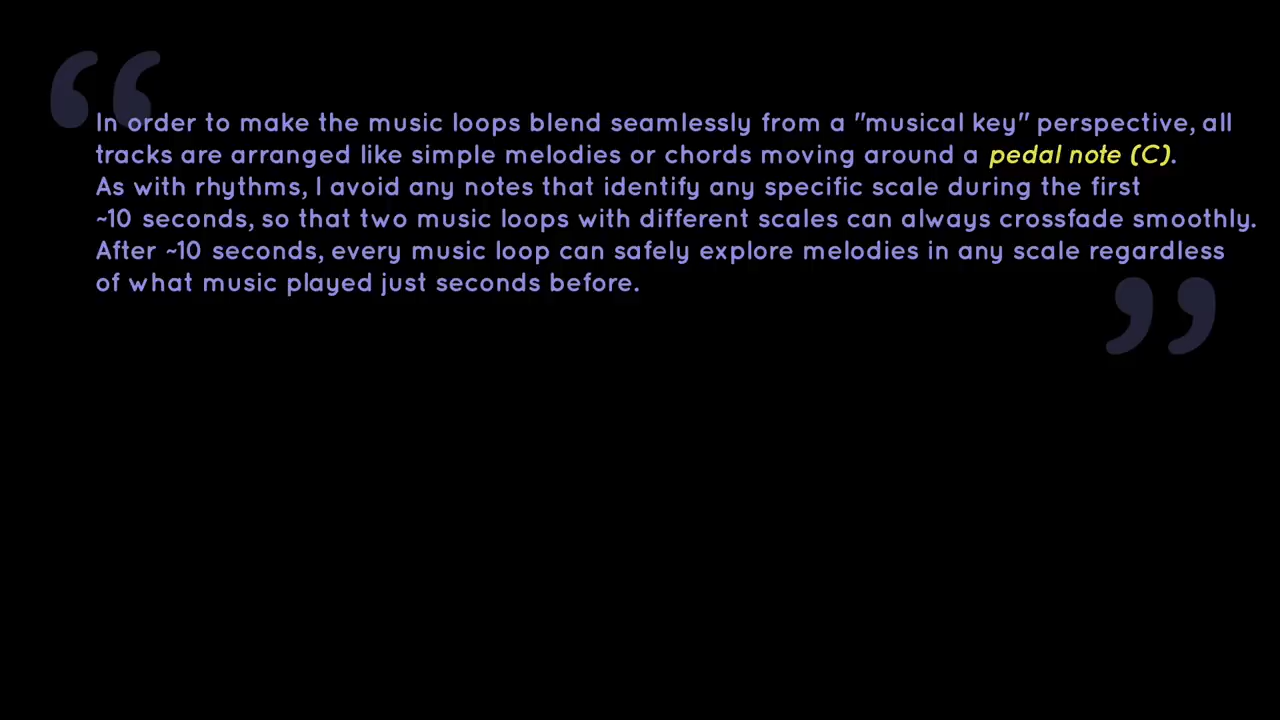 In order to make the music loops blend seamlessly from a "musical key" perspective, all
tracks are arranged like simple melodies or chords moving around a pedal note (C).
As with rhythms, I avoid any notes that identify any specific scale during the first
~10 seconds, so that two music loops with different scales can always crossfade smoothly.
After ~10 seconds, every music loop can safely explore melodies in any scale regardless
of what music played just seconds before.